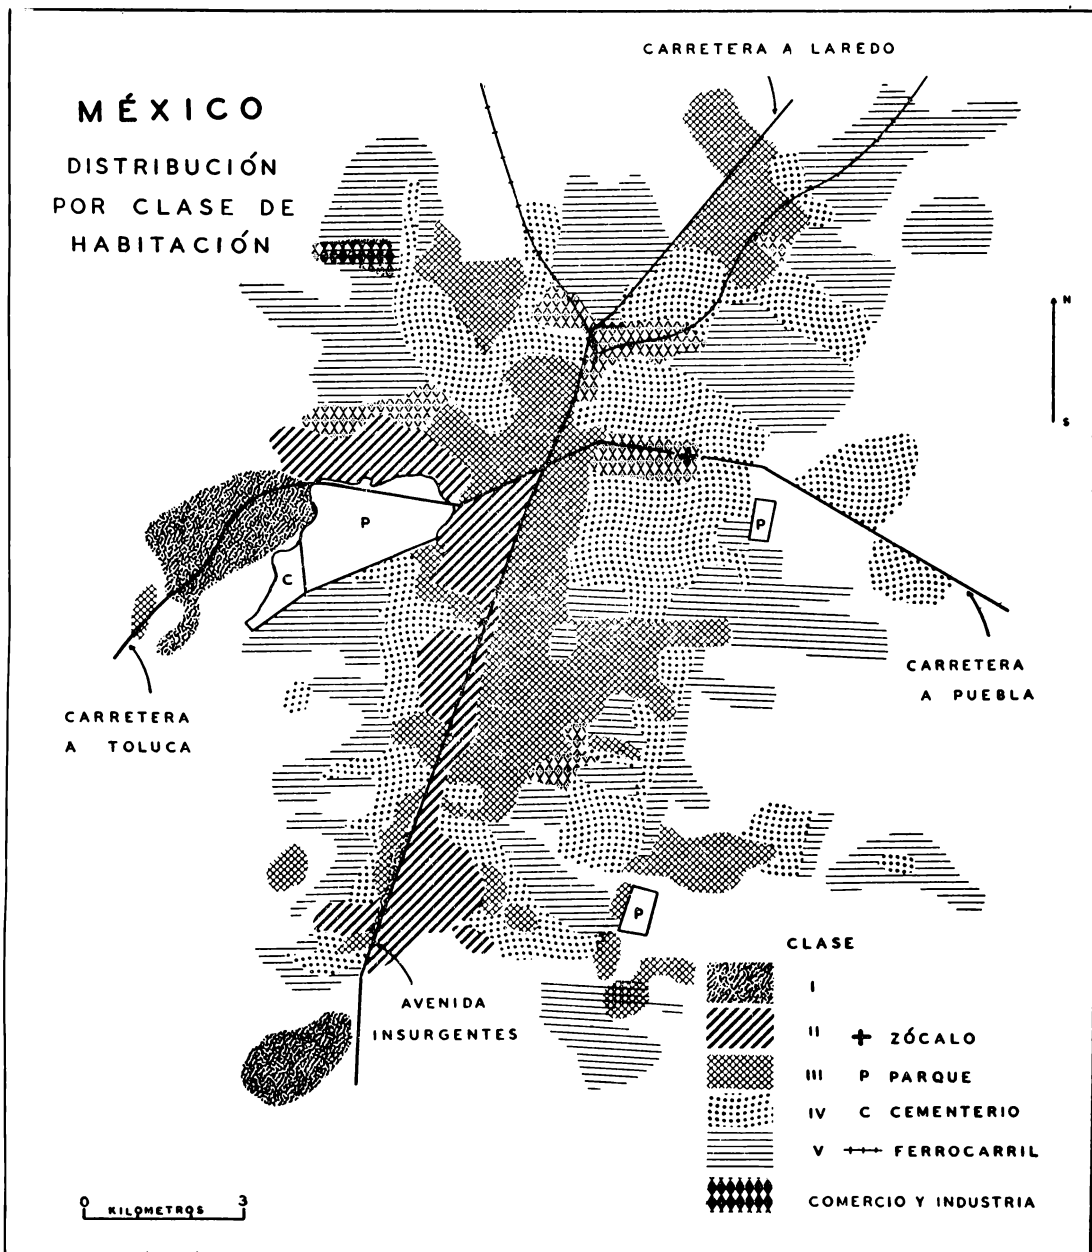 CARRETERA A LAREDO
MÉXICO
DISTRIBUCIÓN
POR CLASE DE
HABITACIÓN
N
S
P
P
C
CARRETERA
A TOLUCA
CARRETERA
A PUEBLA
P
AVENIDA
INSURGENTES
CLASE
I
II
ZÓCALO
III
P PARQUE
IV
C CEMENTERIO
V
FERROCARRIL
COMERCIO Y INDUSTRIA
0 KILOMETROS 3